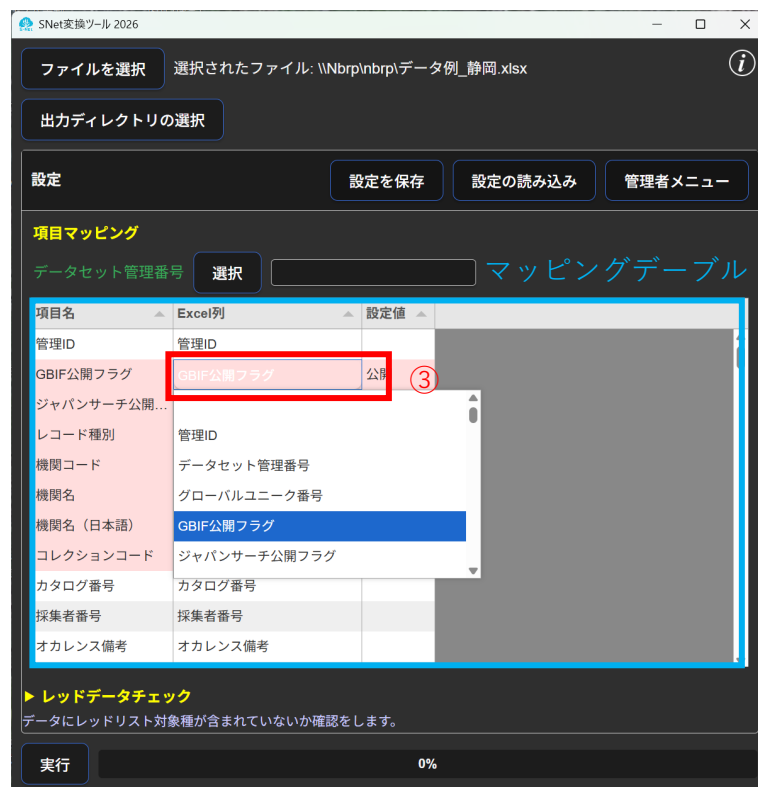 SNet変換ツール 2026
ファイルを選択 選択されたファイル: \\Nbrp\nbrp\データ例_静岡.xlsx
出力ディレクトリの選択
設定 設定を保存 設定の読み込み 管理者メニュー
項目マッピング
データセット管理番号 選択 マッピングデーブル
項目名 Excel列 設定値
管理ID 管理ID
GBIF公開フラグ GBIF公開フラグ 公開 ③
ジャパンサーチ公開...
レコード種別 管理ID
機関コード データセット管理番号
機関名 グローバルユニーク番号
機関名（日本語） GBIF公開フラグ
コレクションコード ジャパンサーチ公開フラグ
カタログ番号 カタログ番号
採集者番号 採集者番号
オカレンス備考 オカレンス備考
▶ レッドデータチェック
データにレッドリスト対象種が含まれていないか確認をします。
実行 0%